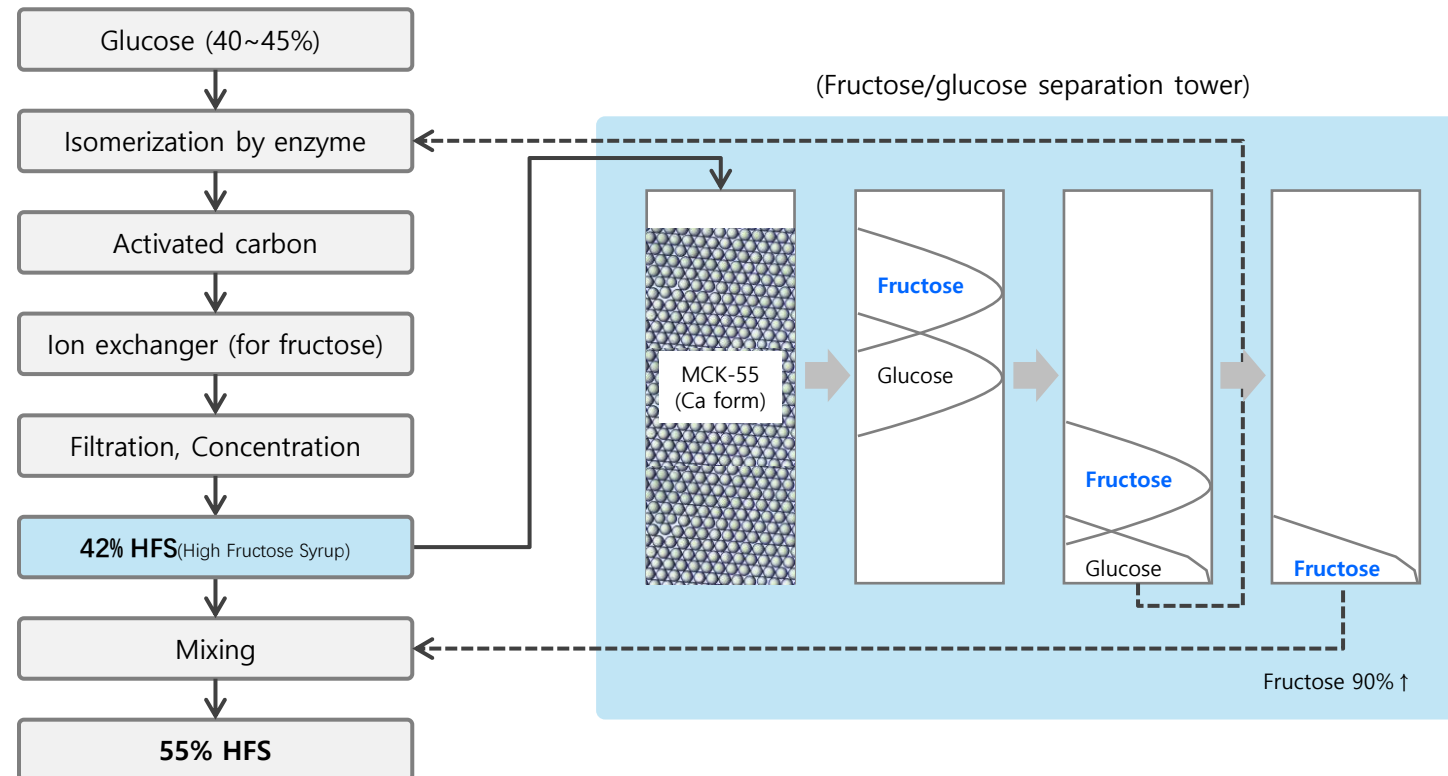 Glucose (40~45%)
Isomerization by enzyme
Activated carbon
Ion exchanger (for fructose)
Filtration, Concentration
42% HFS(High Fructose Syrup)
Mixing
55% HFS
(Fructose/glucose separation tower)
MCK-55
(Ca form)
Fructose
Glucose
Fructose
Glucose
Fructose
Fructose 90% ↑